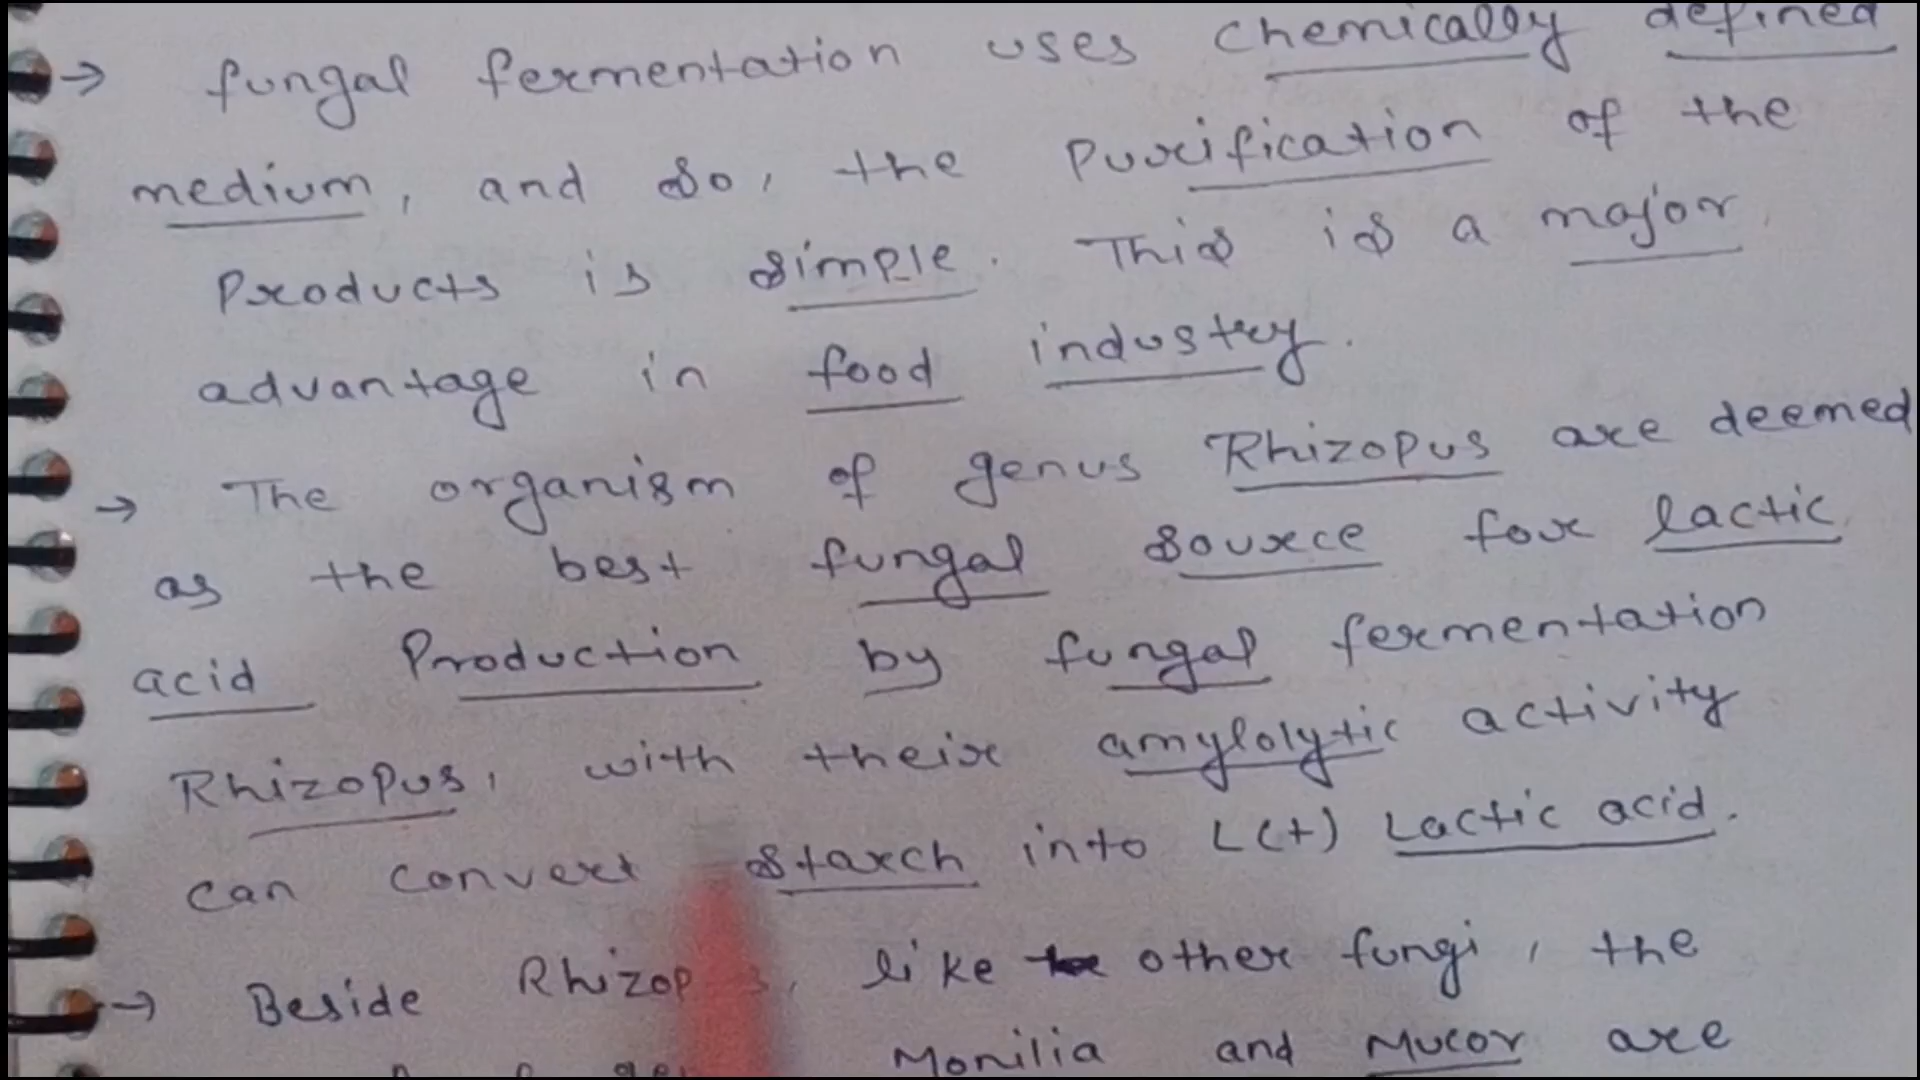 → fungal fermentation uses chemically defined
medium, and so, the purification of the
products is simple. This is a major
advantage in food industry.
→ The organism of genus Rhizopus are deemed
as the best fungal source for lactic
acid Production by fungal fermentation
Rhizopus, with their amylolytic activity
can convert starch into L(+) Lactic acid.
→ Beside like other fungi, the
Monilia and Mucor are